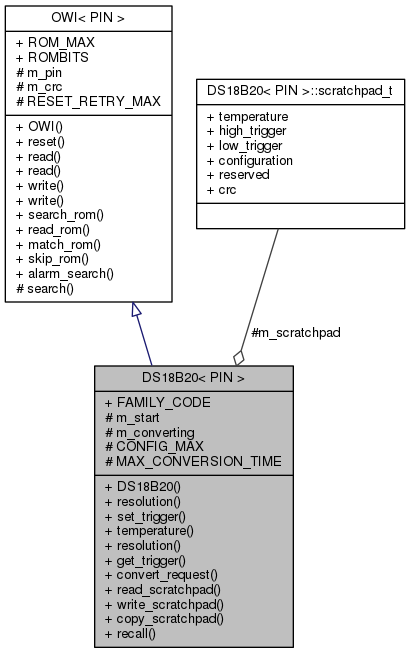 OWI< PIN >
+ ROM_MAX
+ ROMBITS
# m_pin
# m_crc
# RESET_RETRY_MAX
+ OWI()
+ reset()
+ read()
+ read()
+ write()
+ write()
+ search_rom()
+ read_rom()
+ match_rom()
+ skip_rom()
+ alarm_search()
# search()
DS18B20< PIN >::scratchpad_t
+ temperature
+ high_trigger
+ low_trigger
+ configuration
+ reserved
+ crc
#m_scratchpad
DS18B20< PIN >
+ FAMILY_CODE
# m_start
# m_converting
# CONFIG_MAX
# MAX_CONVERSION_TIME
+ DS18B20()
+ resolution()
+ set_trigger()
+ temperature()
+ resolution()
+ get_trigger()
+ convert_request()
+ read_scratchpad()
+ write_scratchpad()
+ copy_scratchpad()
+ recall()